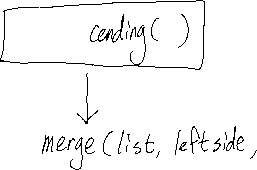 cending( )
merge(list, leftside,